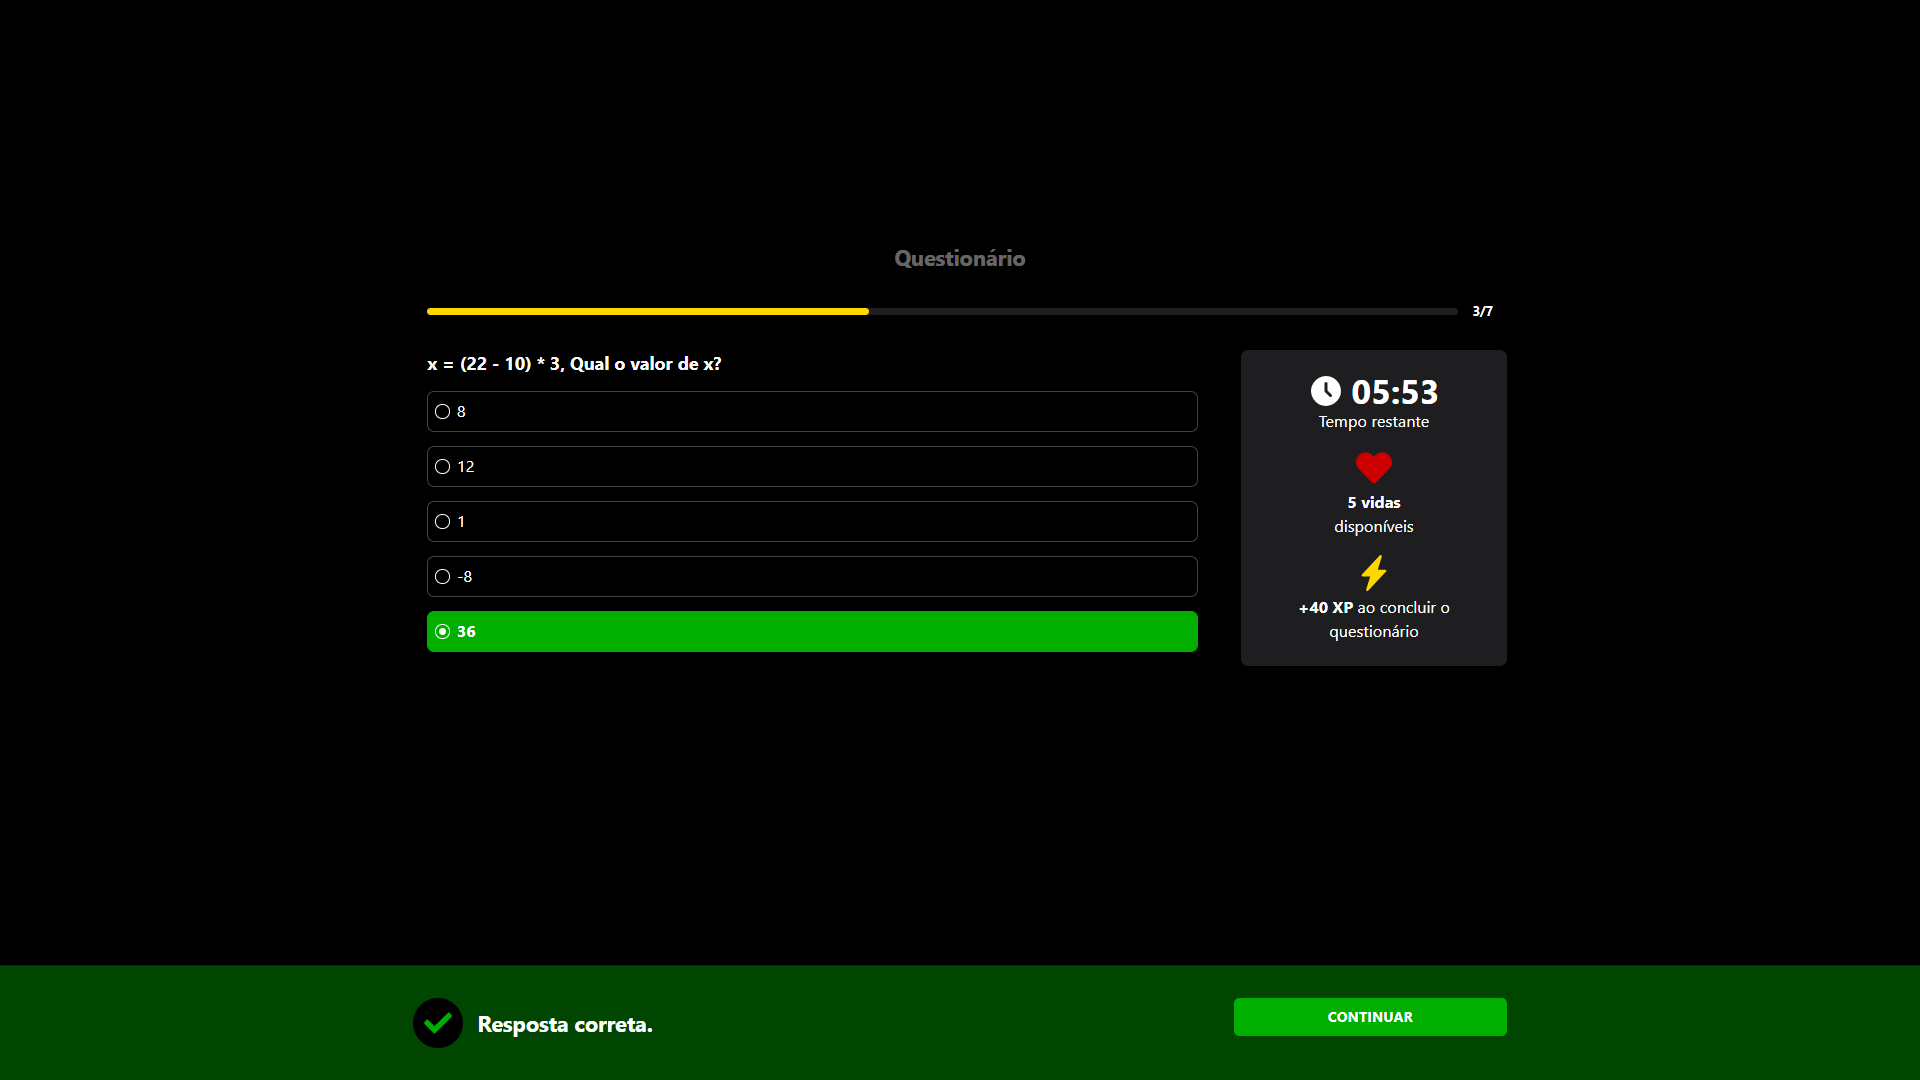 Questionário
3/7
x = (22 - 10) * 3, Qual o valor de x?
8
12
1
-8
36
05:53
Tempo restante
5 vidas
disponíveis
+40 XP ao concluir o
questionário
Resposta correta.
CONTINUAR